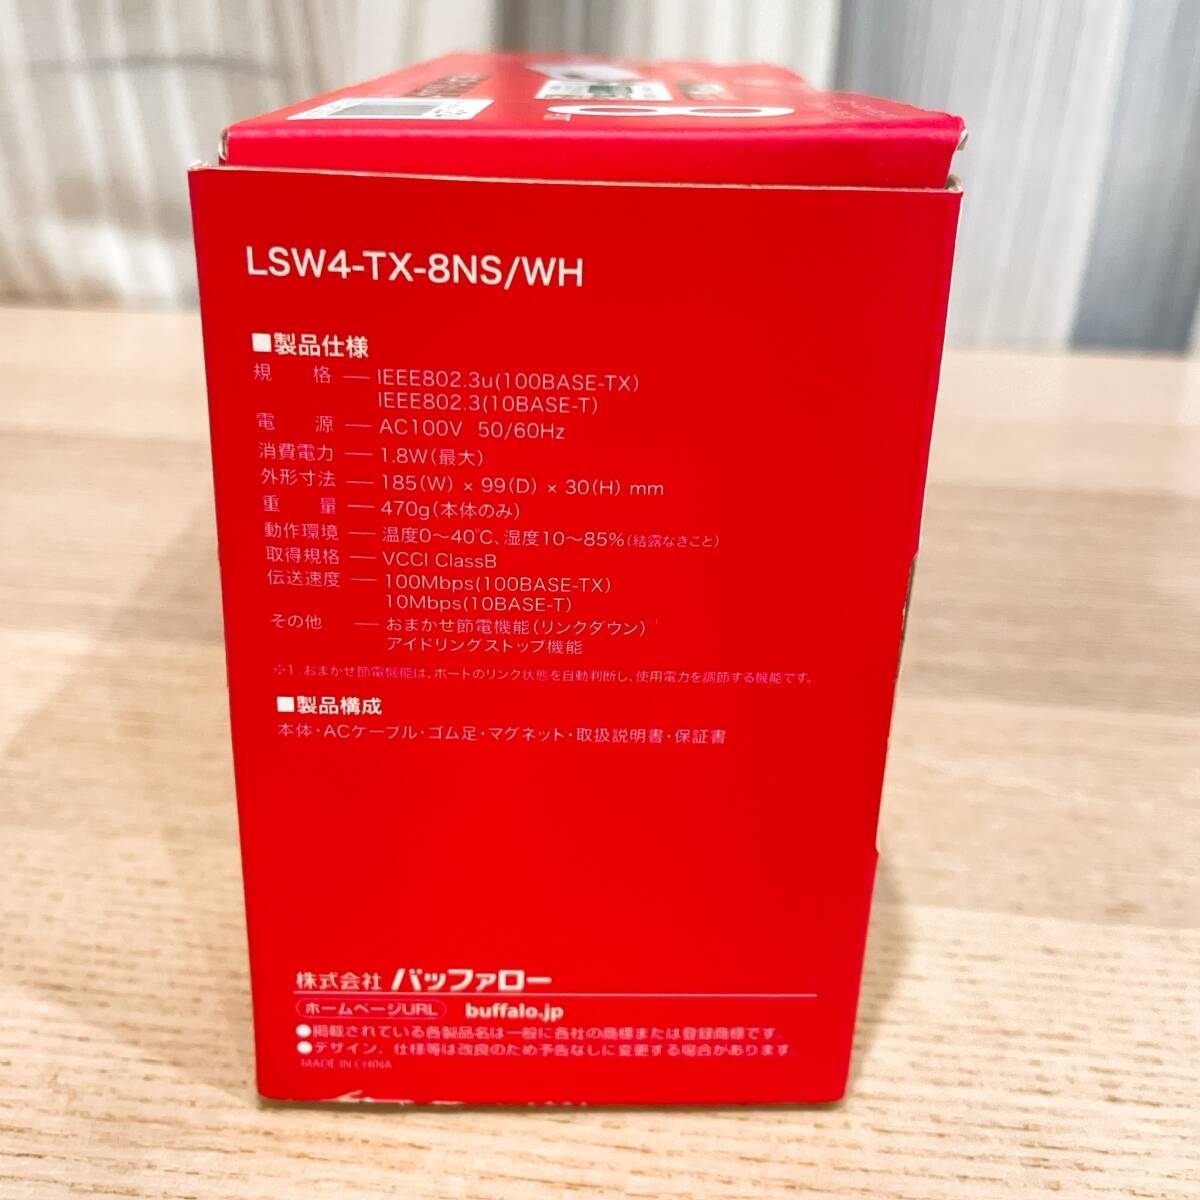 LSW4-TX-8NS/WH
■製品仕様
規格 — IEEE802.3u(100BASE-TX)
IEEE802.3(10BASE-T)
電源 — AC100V 50/60Hz
消費電力 — 1.8W(最大)
外形寸法 — 185(W) × 99(D) × 30(H) mm
重量 — 470g(本体のみ)
動作環境 — 温度0〜40℃、湿度10〜85%(結露なきこと)
取得規格 — VCCI ClassB
伝送速度 — 100Mbps(100BASE-TX)
10Mbps(10BASE-T)
その他 — おまかせ節電機能(リンクダウン)
アイドリングストップ機能
※1 おまかせ節電機能は、ポートのリンク状態を自動判断し、使用電力を調節する機能です。
■製品構成
本体・ACケーブル・ゴム足・マグネット・取扱説明書・保証書
株式会社 バッファロー
ホームページURL buffalo.jp
●掲載されている各製品名は一般に各社の商標または登録商標です。
●デザイン、仕様等は改良のため予告なしに変更する場合があります。
MADE IN CHINA